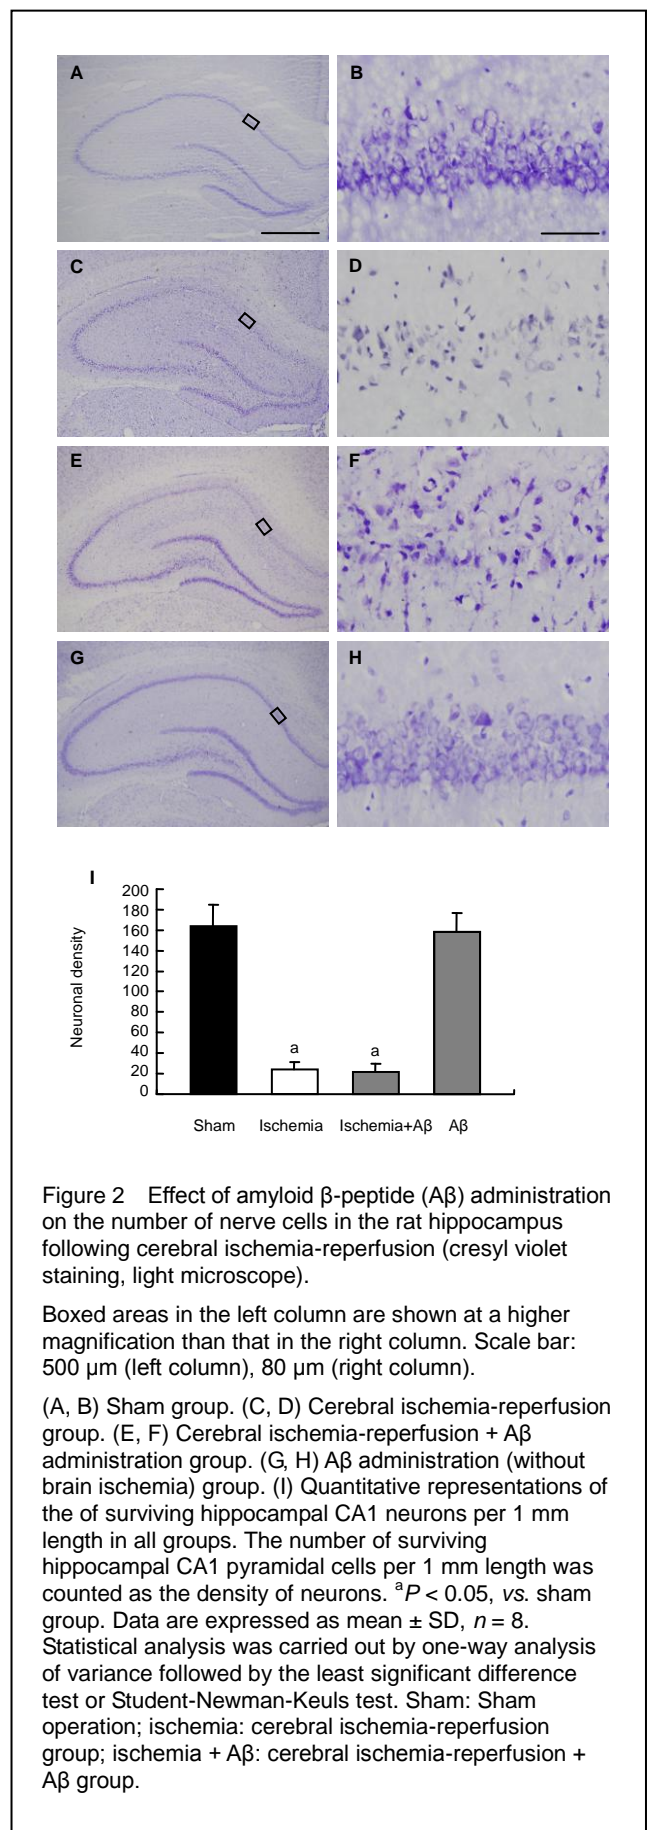 A
B
C
D
E
F
G
H
I
200
180
160
140
120
100
80
60
40
20
0
Neuronal density
a
a
Sham Ischemia Ischemia+Aβ Aβ
Figure 2 Effect of amyloid β-peptide (Aβ) administration
on the number of nerve cells in the rat hippocampus
following cerebral ischemia-reperfusion (cresyl violet
staining, light microscope).
Boxed areas in the left column are shown at a higher
magnification than that in the right column. Scale bar:
500 μm (left column), 80 μm (right column).
(A, B) Sham group. (C, D) Cerebral ischemia-reperfusion
group. (E, F) Cerebral ischemia-reperfusion + Aβ
administration group. (G, H) Aβ administration (without
brain ischemia) group. (I) Quantitative representations of
the of surviving hippocampal CA1 neurons per 1 mm
length in all groups. The number of surviving
hippocampal CA1 pyramidal cells per 1 mm length was
counted as the density of neurons. aP < 0.05, vs. sham
group. Data are expressed as mean ± SD, n = 8.
Statistical analysis was carried out by one-way analysis
of variance followed by the least significant difference
test or Student-Newman-Keuls test. Sham: Sham
operation; ischemia: cerebral ischemia-reperfusion
group; ischemia + Aβ: cerebral ischemia-reperfusion +
Aβ group.